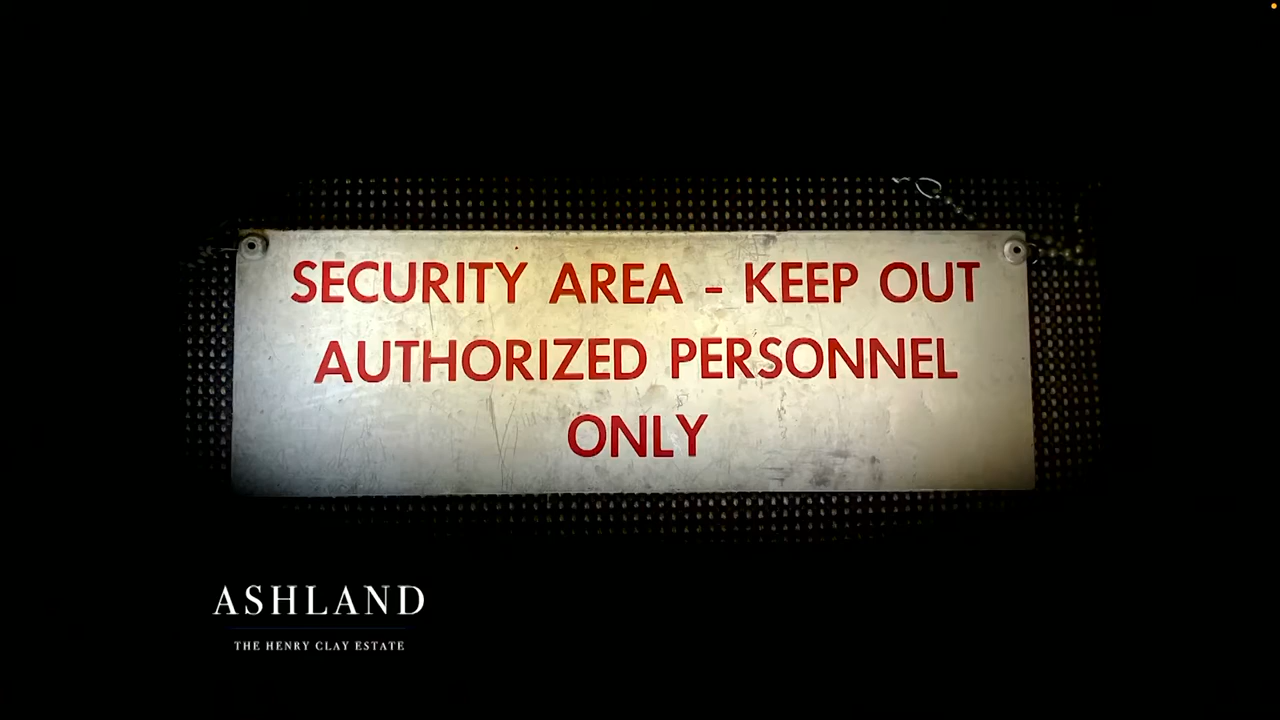 SECURITY AREA - KEEP OUT
AUTHORIZED PERSONNEL
ONLY
ASHLAND
THE HENRY CLAY ESTATE